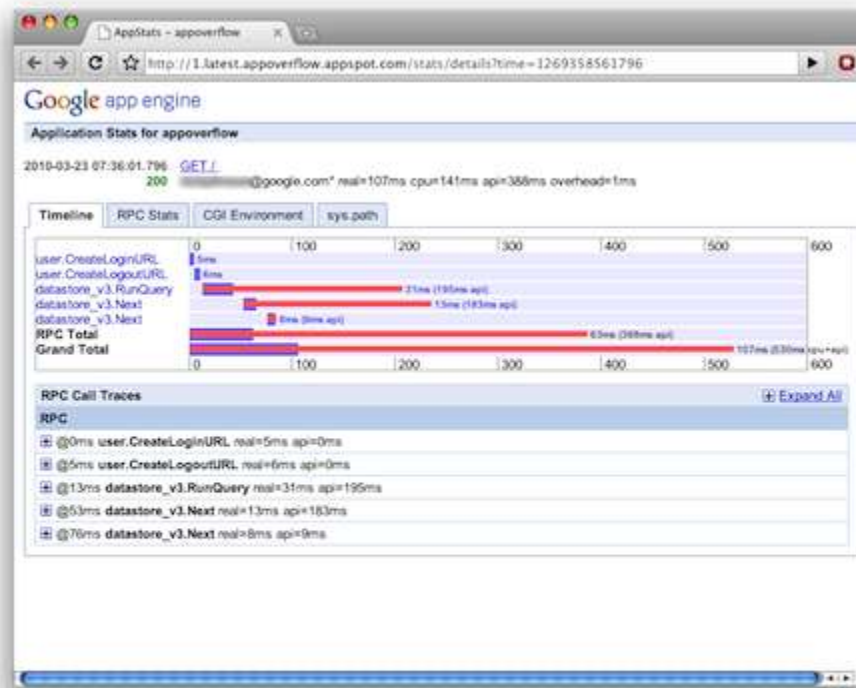 AppStats - appoverflow
http://1.latest.appoverflow.appspot.com/stats/details?time=1269358561796
Google app engine
Application Stats for appoverflow
2010-03-23 07:36:01.796 GET /
200 @google.com* real=107ms cpu=141ms api=388ms overhead=1ms
Timeline RPC Stats CGI Environment sys.path
0 100 200 300 400 500 600
user.CreateLoginURL 5ms
user.CreateLogoutURL 6ms
datastore_v3.RunQuery 31ms (195ms api)
datastore_v3.Next 13ms (183ms api)
datastore_v3.Next 8ms (9ms api)
RPC Total 63ms (388ms api)
Grand Total 107ms (530ms cpu+api)
0 100 200 300 400 500 600
RPC Call Traces Expand All
RPC
@0ms user.CreateLoginURL real=5ms api=0ms
@5ms user.CreateLogoutURL real=6ms api=0ms
@13ms datastore_v3.RunQuery real=31ms api=195ms
@53ms datastore_v3.Next real=13ms api=183ms
@76ms datastore_v3.Next real=8ms api=9ms